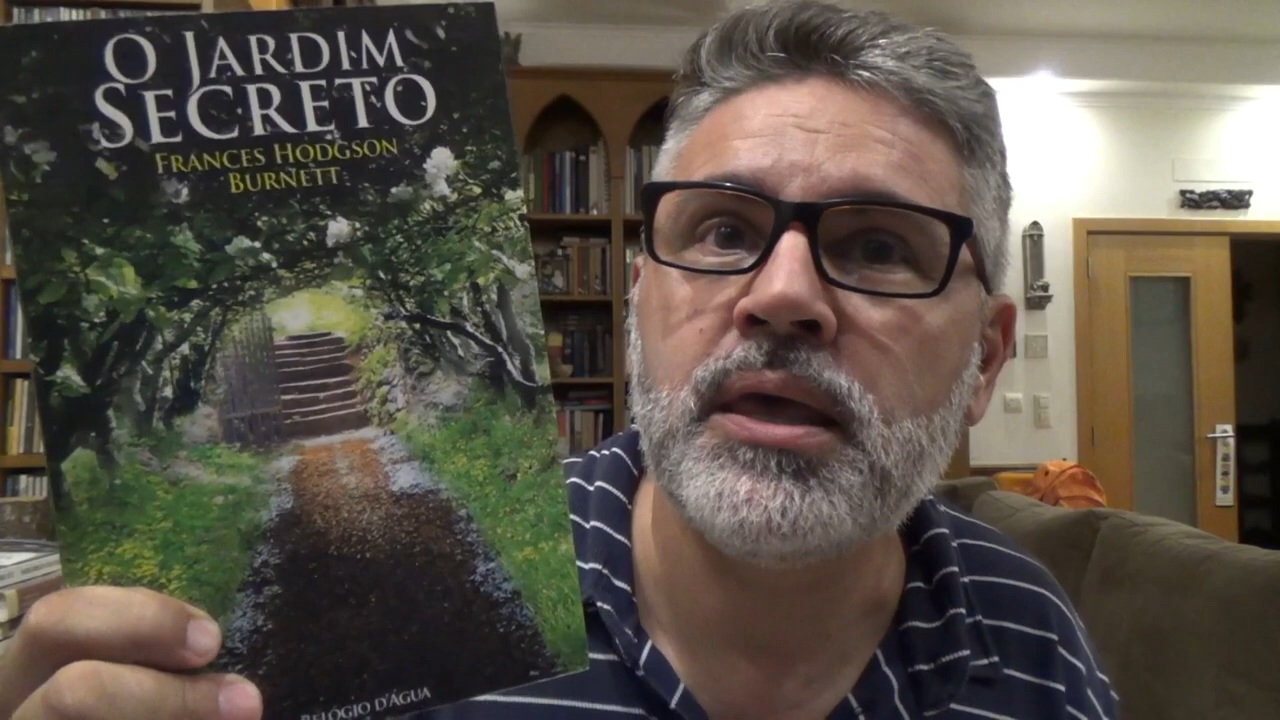 O JARDIM
SECRETO
FRANCES HODGSON
BURNETT
RELÓGIO D'ÁGUA